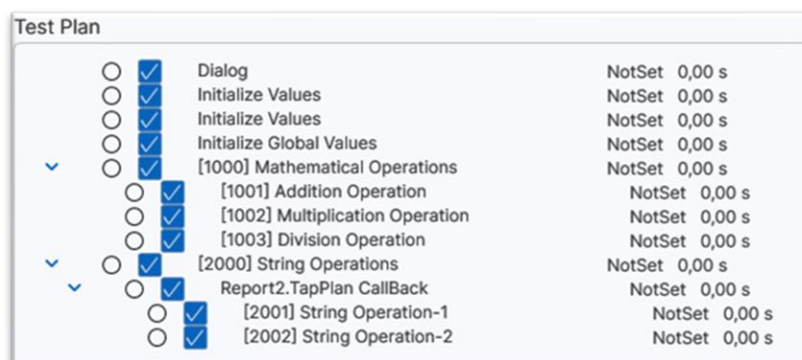 Test Plan
Dialog NotSet 0,00 s
Initialize Values NotSet 0,00 s
Initialize Values NotSet 0,00 s
Initialize Global Values NotSet 0,00 s
[1000] Mathematical Operations NotSet 0,00 s
[1001] Addition Operation NotSet 0,00 s
[1002] Multiplication Operation NotSet 0,00 s
[1003] Division Operation NotSet 0,00 s
[2000] String Operations NotSet 0,00 s
Report2.TapPlan CallBack NotSet 0,00 s
[2001] String Operation-1 NotSet 0,00 s
[2002] String Operation-2 NotSet 0,00 s